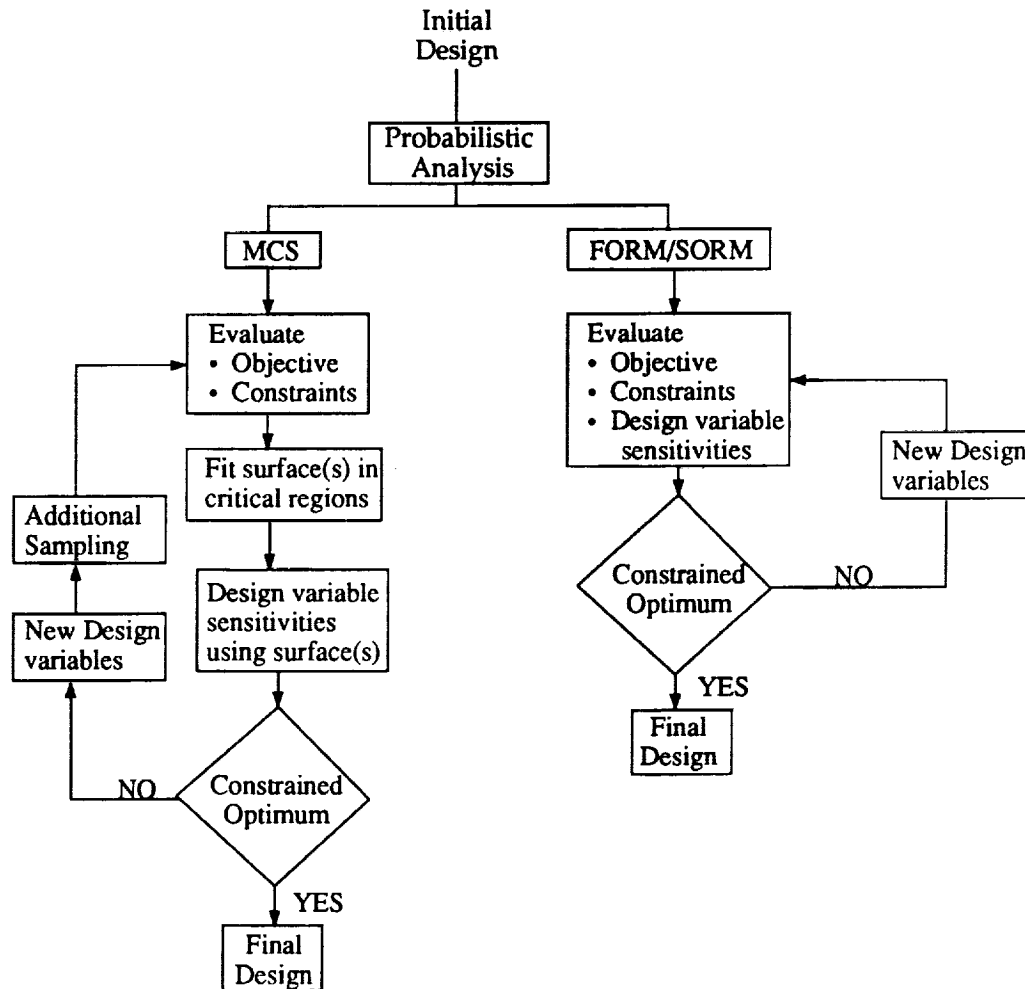 Initial
Design
Probabilistic
Analysis
MCS
Evaluate
• Objective
• Constraints
Fit surface(s) in
critical regions
Design variable
sensitivities
using surface(s)
Additional
Sampling
New Design
variables
NO
Constrained
Optimum
YES
Final
Design
FORM/SORM
Evaluate
• Objective
• Constraints
• Design variable
sensitivities
New Design
variables
Constrained
Optimum
NO
YES
Final
Design